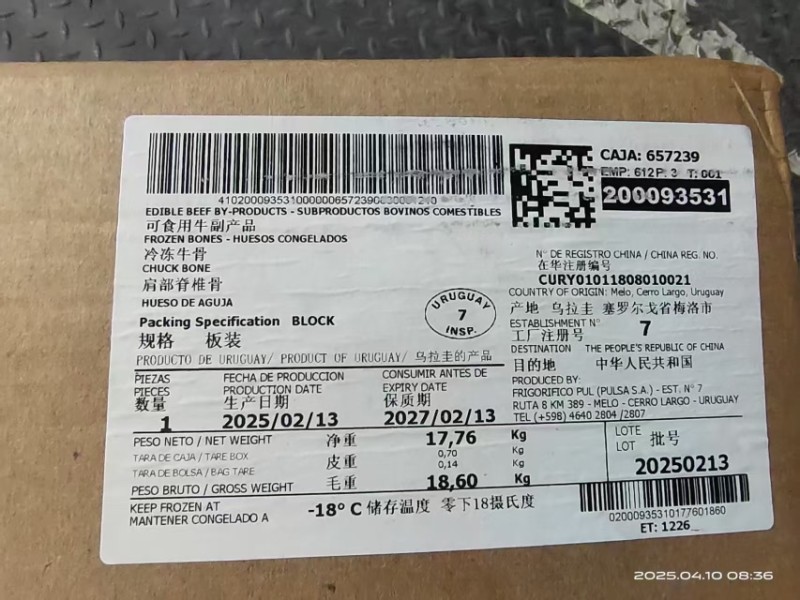 CAJA: 657239
EMP: 612 P: 3 T: 001
200093531
EDIBLE BEEF BY-PRODUCTS - SUBPRODUCTOS BOVINOS COMESTIBLES
可食用牛副产品
FROZEN BONES - HUESOS CONGELADOS
冷冻牛骨
CHUCK BONE
肩部脊椎骨
HUESO DE AGUJA
Packing Specification BLOCK
规格 板装
PRODUCTO DE URUGUAY/ PRODUCT OF URUGUAY/ 乌拉圭的产品
URUGUAY
7
INSP.
N° DE REGISTRO CHINA / CHINA REG. NO.
在华注册编号
CURY01011808010021
COUNTRY OF ORIGIN: Melo, Cerro Largo, Uruguay
产地 乌拉圭 塞罗尔戈省梅洛市
ESTABLISHMENT N° 7
工厂注册号
DESTINATION THE PEOPLE'S REPUBLIC OF CHINA
目的地 中华人民共和国
PRODUCED BY:
FRIGORIFICO PUL (PULSA S.A.) - EST. N° 7
RUTA 8 KM 389 - MELO - CERRO LARGO - URUGUAY
TEL (+598) 4640 2804 /2807
PIEZAS FECHA DE PRODUCCION CONSUMIR ANTES DE
PIECES PRODUCTION DATE EXPIRY DATE
数量 生产日期 保质期
1 2025/02/13 2027/02/13
PESO NETO / NET WEIGHT 净重 17,76 Kg
TARA DE CAJA / TARE BOX 皮重 0,70 Kg
TARA DE BOLSA / BAG TARE 0,14 Kg
PESO BRUTO / GROSS WEIGHT 毛重 18,60 Kg
LOTE
LOT 批号
20250213
KEEP FROZEN AT
MANTENER CONGELADO A -18° C 储存温度 零下18摄氏度
02000935310177601860
ET: 1226
2025.04.10 08:36